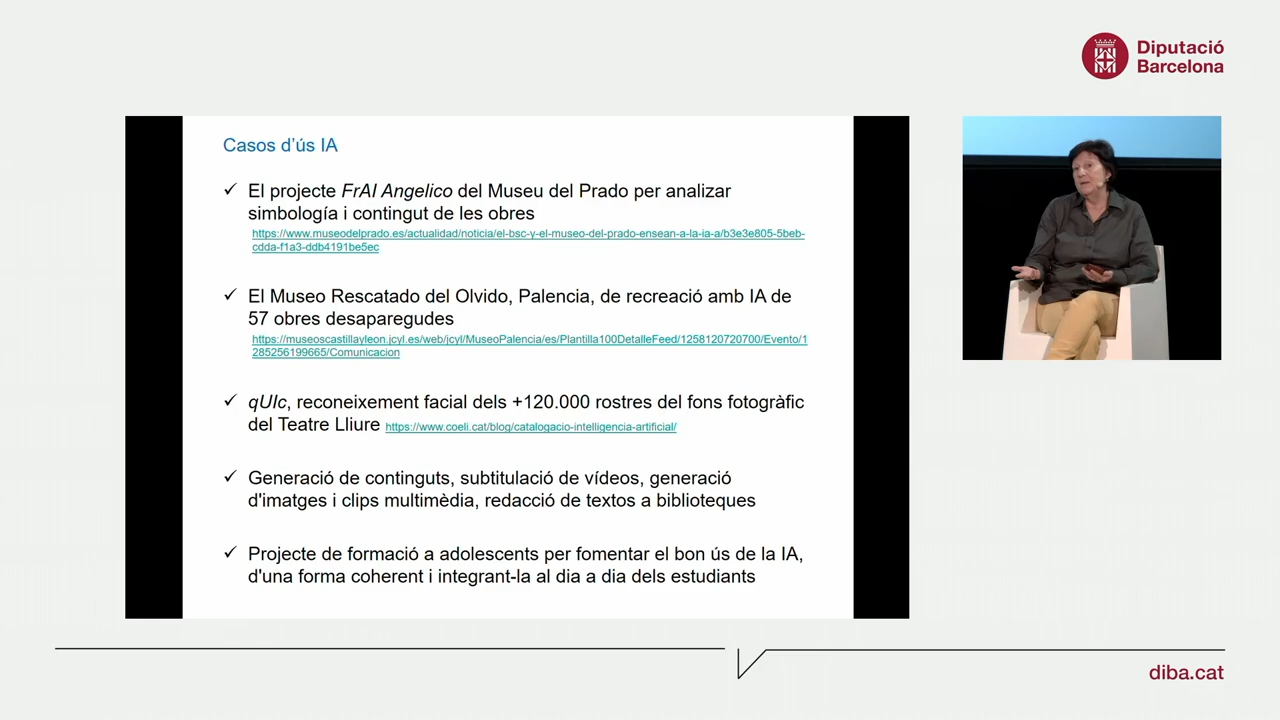 Diputació
Barcelona
Casos d'ús IA
✓ El projecte FrAI Angelico del Museu del Prado per analizar
simbología i contingut de les obres
https://www.museodelprado.es/actualidad/noticia/el-bsc-y-el-museo-del-prado-ensean-a-la-ia-a/b3e3e805-5beb-
cdda-f1a3-ddb4191be5ec
✓ El Museo Rescatado del Olvido, Palencia, de recreació amb IA de
57 obres desaparegudes
https://museoscastillayleon.jcyl.es/web/jcyl/MuseoPalencia/es/Plantilla100DetalleFeed/1258120720700/Evento/1
285256199665/Comunicacion
✓ qUIc, reconeixement facial dels +120.000 rostres del fons fotogràfic
del Teatre Lliure https://www.coeli.cat/blog/catalogacio-intelligencia-artificial/
✓ Generació de continguts, subtitulació de vídeos, generació
d'imatges i clips multimèdia, redacció de textos a biblioteques
✓ Projecte de formació a adolescents per fomentar el bon ús de la IA,
d'una forma coherent i integrant-la al dia a dia dels estudiants
diba.cat